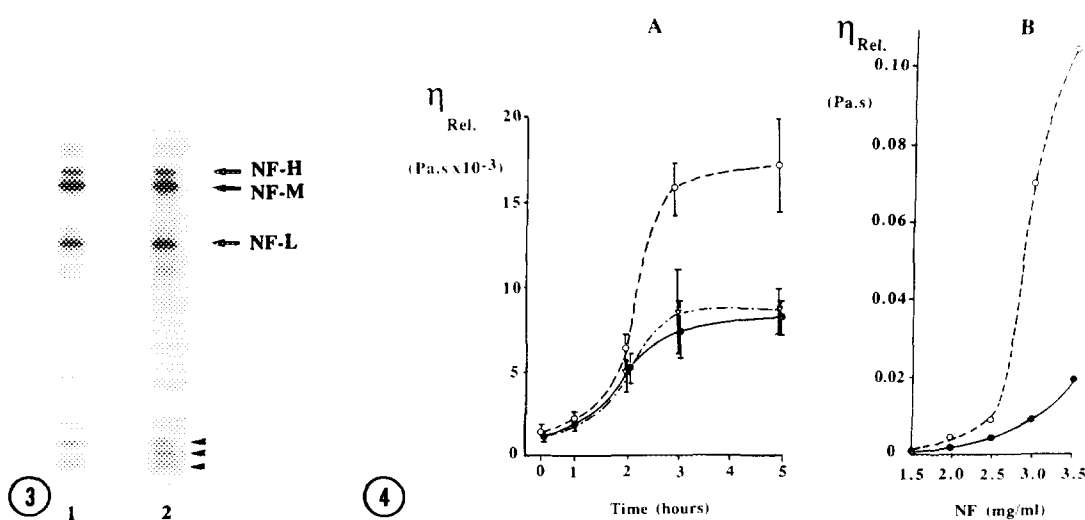 NF-H
NF-M
NF-L
3
1 2
A
η Rel.
(Pa.s x10-3)
20
15
10
5
0
0 1 2 3 4 5
Time (hours)
4
B
η Rel.
(Pa.s)
0.10
0.08
0.06
0.04
0.02
0
1.5 2.0 2.5 3.0 3.5
NF (mg/ml)